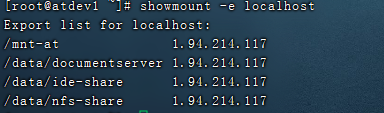 [root@atdev1 ~]# showmount -e localhost
Export list for localhost:
/mnt-at 1.94.214.117
/data/documentserver 1.94.214.117
/data/ide-share 1.94.214.117
/data/nfs-share 1.94.214.117